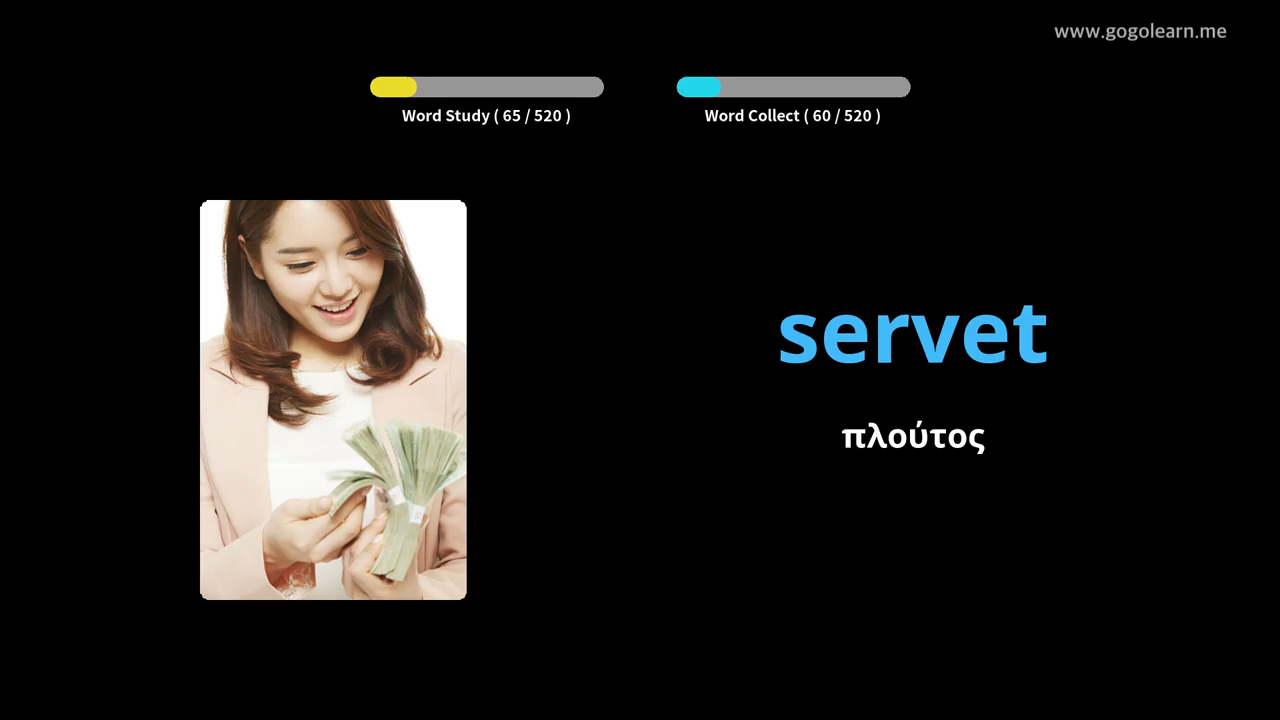 www.gogolearn.me
Word Study ( 65 / 520 )
Word Collect ( 60 / 520 )
servet
πλούτος